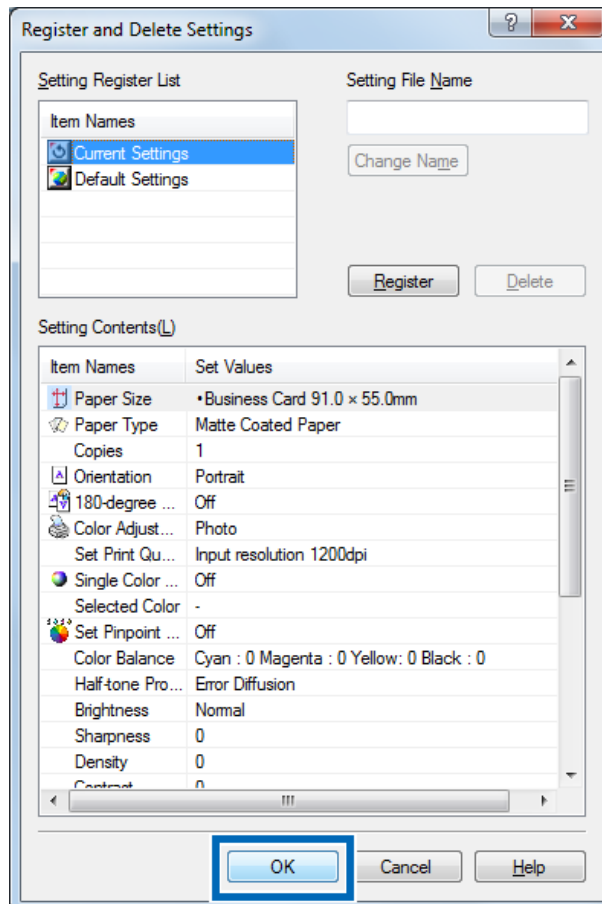 Register and Delete Settings
Setting Register List
Setting File Name
Item Names
Current Settings
Default Settings
Change Name
Register
Delete
Setting Contents(L)
Item Names Set Values
Paper Size •Business Card 91.0 × 55.0mm
Paper Type Matte Coated Paper
Copies 1
Orientation Portrait
180-degree ... Off
Color Adjust... Photo
Set Print Qu... Input resolution 1200dpi
Single Color ... Off
Selected Color -
Set Pinpoint ... Off
Color Balance Cyan : 0 Magenta : 0 Yellow: 0 Black : 0
Half-tone Pro... Error Diffusion
Brightness Normal
Sharpness 0
Density 0
Contrast 0
OK Cancel Help